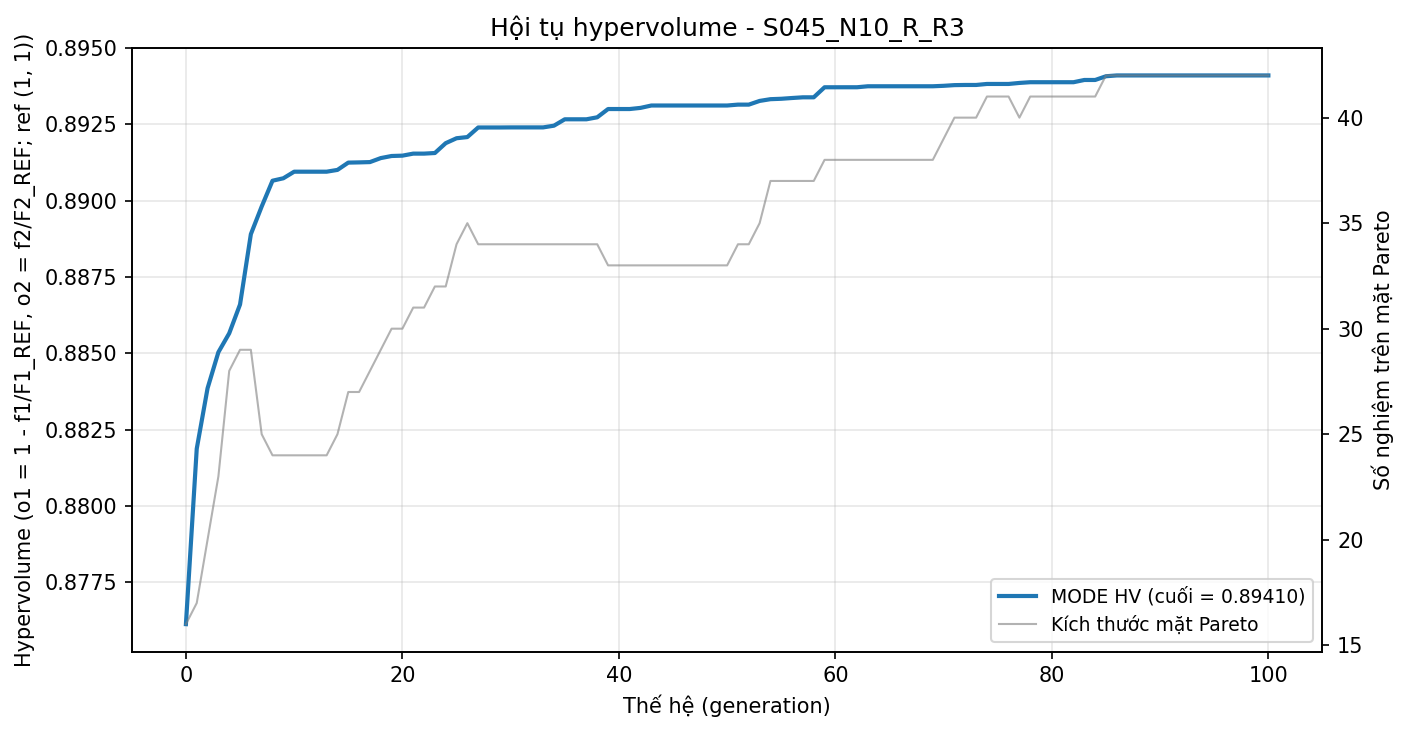 Hội tụ hypervolume - S045_N10_R_R3
Hypervolume (o1 = 1 - f1/F1_REF, o2 = f2/F2_REF; ref (1, 1))
0.8950
0.8925
0.8900
0.8875
0.8850
0.8825
0.8800
0.8775
40
35
30
25
20
15
Số nghiệm trên mặt Pareto
MODE HV (cuối = 0.89410)
Kích thước mặt Pareto
0 20 40 60 80 100
Thế hệ (generation)